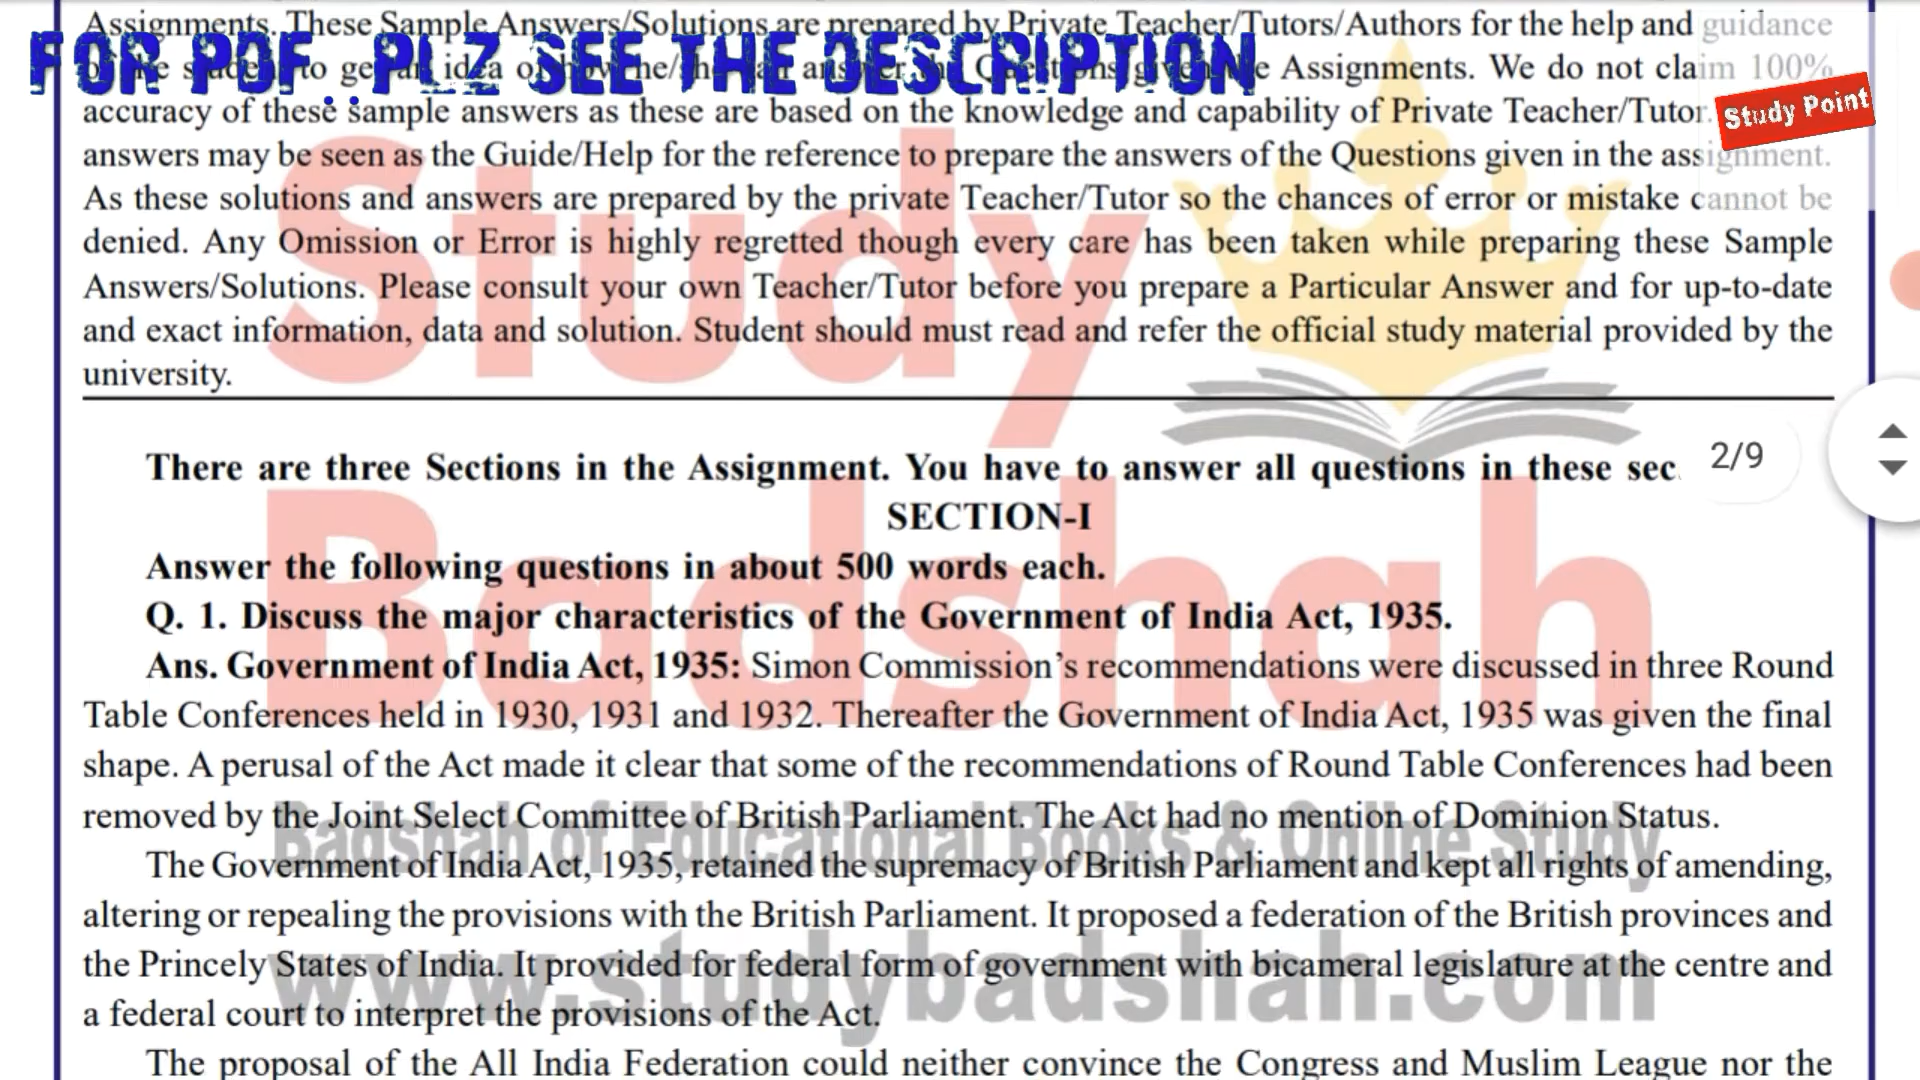 Assignments. These Sample Answers/Solutions are prepared by Private Teacher/Tutors/Authors for the help and guidance
FOR PDF.. PLZ SEE THE DESCRIPTION
to get an idea of Assignments. We do not claim 100%
accuracy of these sample answers as these are based on the knowledge and capability of Private Teacher/Tutor.
Study Point
answers may be seen as the Guide/Help for the reference to prepare the answers of the Questions given in the assignment.
As these solutions and answers are prepared by the private Teacher/Tutor so the chances of error or mistake cannot be
denied. Any Omission or Error is highly regretted though every care has been taken while preparing these Sample
Answers/Solutions. Please consult your own Teacher/Tutor before you prepare a Particular Answer and for up-to-date
and exact information, data and solution. Student should must read and refer the official study material provided by the
university.
Study
Badshah
Badshah of Educational Books & Online Study
www.studybadshah.com
There are three Sections in the Assignment. You have to answer all questions in these sec
2/9
SECTION-I
Answer the following questions in about 500 words each.
Q. 1. Discuss the major characteristics of the Government of India Act, 1935.
Ans. Government of India Act, 1935: Simon Commission's recommendations were discussed in three Round
Table Conferences held in 1930, 1931 and 1932. Thereafter the Government of India Act, 1935 was given the final
shape. A perusal of the Act made it clear that some of the recommendations of Round Table Conferences had been
removed by the Joint Select Committee of British Parliament. The Act had no mention of Dominion Status.
The Government of India Act, 1935, retained the supremacy of British Parliament and kept all rights of amending,
altering or repealing the provisions with the British Parliament. It proposed a federation of the British provinces and
the Princely States of India. It provided for federal form of government with bicameral legislature at the centre and
a federal court to interpret the provisions of the Act.
The proposal of the All India Federation could neither convince the Congress and Muslim League nor the